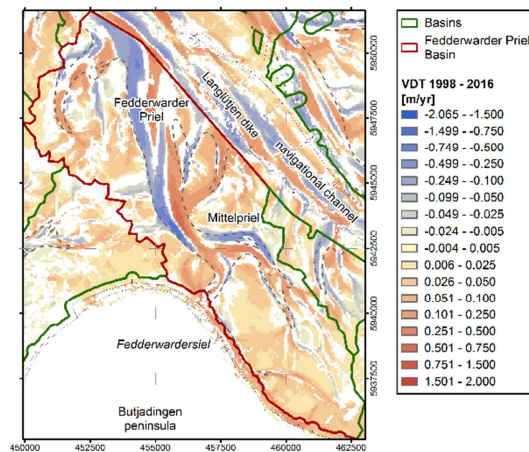 Fedderwarder
Priel
Langlütjen dike
navigational channel
Mittelpriel
Fedderwardersiel
Butjadingen
peninsula
450000
452500
455000
457500
460000
462500
5950000
5947500
5945000
5942500
5940000
5937500
Basins
Fedderwarder Priel
Basin
VDT 1998 - 2016
[m/yr]
-2.065 - -1.500
-1.499 - -0.750
-0.749 - -0.500
-0.499 - -0.250
-0.249 - -0.100
-0.099 - -0.050
-0.049 - -0.025
-0.024 - -0.005
-0.004 - 0.005
0.006 - 0.025
0.026 - 0.050
0.051 - 0.100
0.101 - 0.250
0.251 - 0.500
0.501 - 0.750
0.751 - 1.500
1.501 - 2.000